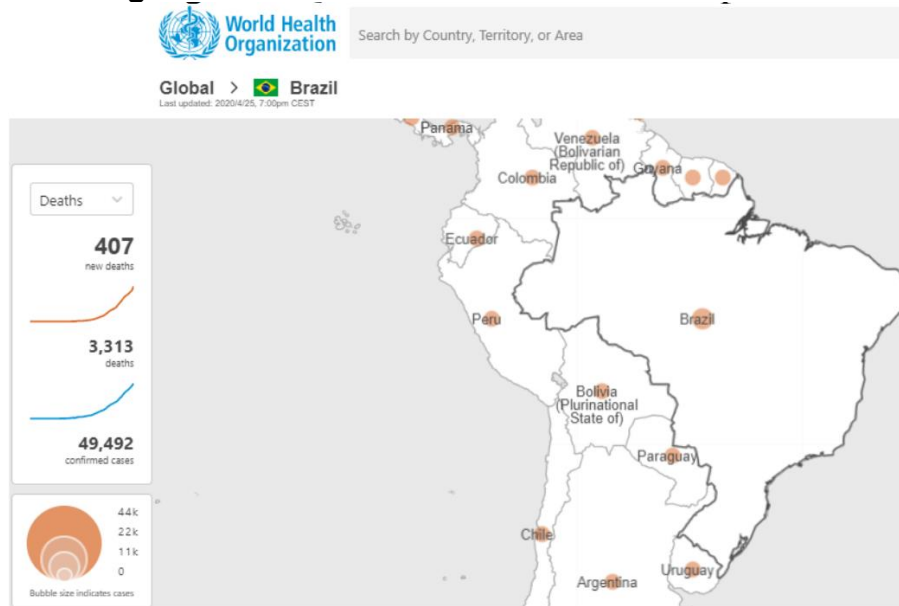 World Health
Organization
Search by Country, Territory, or Area
Global > Brazil
Last updated: 2020/4/25, 7:00pm CEST
Panama
Venezuela
(Bolivarian
Republic of)
Guyana
Colombia
Deaths
407
new deaths
Ecuador
3,313
deaths
Peru
Brazil
49,492
confirmed cases
Bolivia
(Plurinational
State of)
Paraguay
44k
22k
11k
0
Bubble size indicates cases
Chile
Argentina
Uruguay